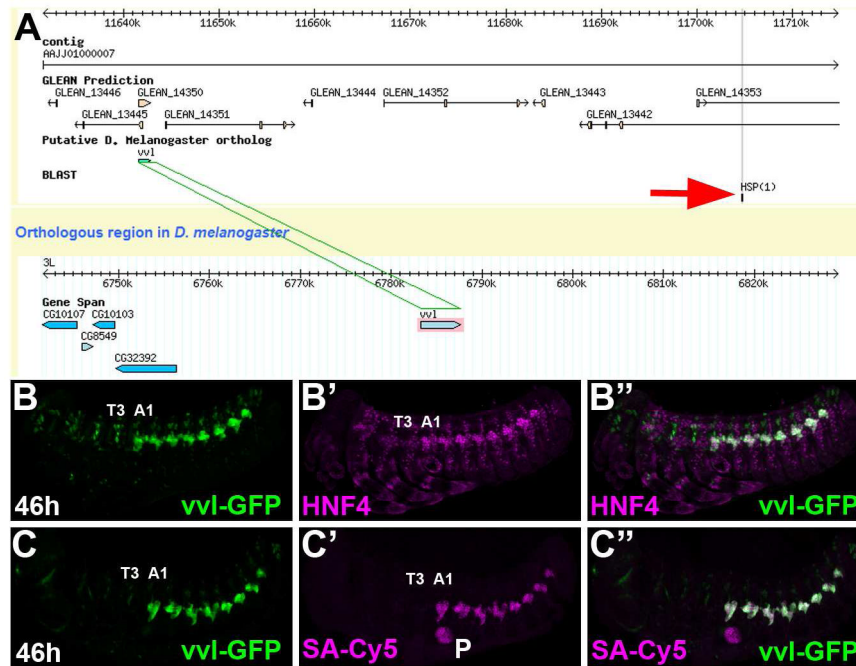 A
11640k 11650k 11660k 11670k 11680k 11690k 11700k 11710k
contig
AAJJ01000007
GLEAN Prediction
GLEAN_13446 GLEAN_14350 GLEAN_13444 GLEAN_14352 GLEAN_13443 GLEAN_14353
GLEAN_13445 GLEAN_14351 GLEAN_13442
Putative D. Melanogaster ortholog
vvl
BLAST
HSP(1)
Orthologous region in D. melanogaster
3L
6750k 6760k 6770k 6780k 6790k 6800k 6810k 6820k
Gene Span
CG10107 CG10103 vvl
CG8549
CG32392
B B' B''
T3 A1 T3 A1
46h vvl-GFP HNF4 HNF4 vvl-GFP
C C' C''
T3 A1 T3 A1
46h vvl-GFP SA-Cy5 P SA-Cy5 vvl-GFP